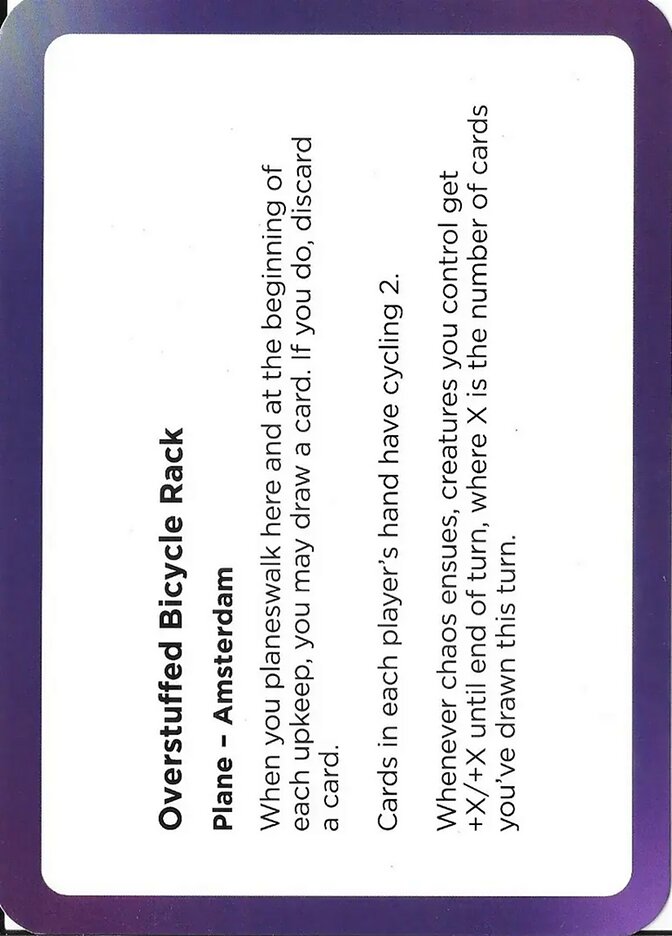 Overstuffed Bicycle Rack
Plane – Amsterdam
When you planeswalk here and at the beginning of
each upkeep, you may draw a card. If you do, discard
a card.
Cards in each player's hand have cycling 2.
Whenever chaos ensues, creatures you control get
+X/+X until end of turn, where X is the number of cards
you've drawn this turn.